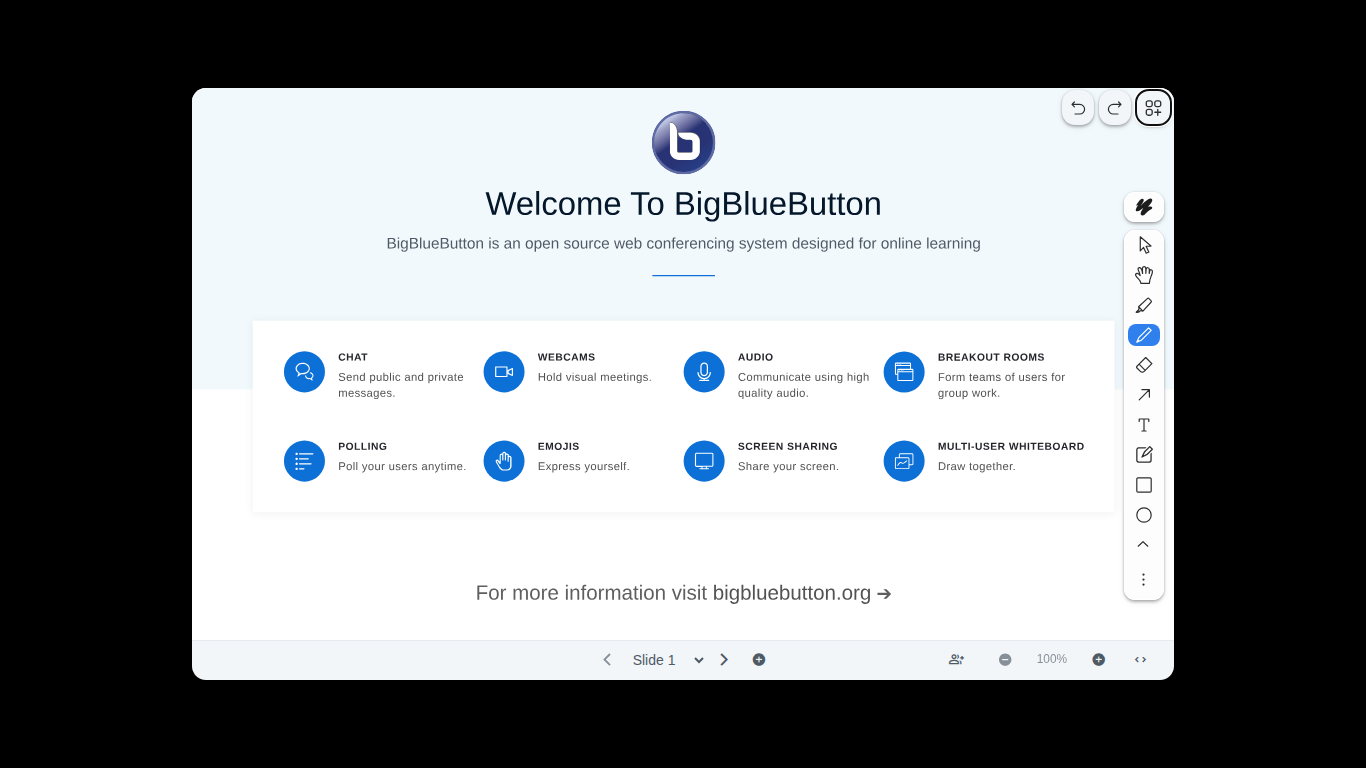 Welcome To BigBlueButton
BigBlueButton is an open source web conferencing system designed for online learning
CHAT
Send public and private
messages.
WEBCAMS
Hold visual meetings.
AUDIO
Communicate using high
quality audio.
BREAKOUT ROOMS
Form teams of users for
group work.
POLLING
Poll your users anytime.
EMOJIS
Express yourself.
SCREEN SHARING
Share your screen.
MULTI-USER WHITEBOARD
Draw together.
For more information visit bigbluebutton.org ➔
Slide 1
100%